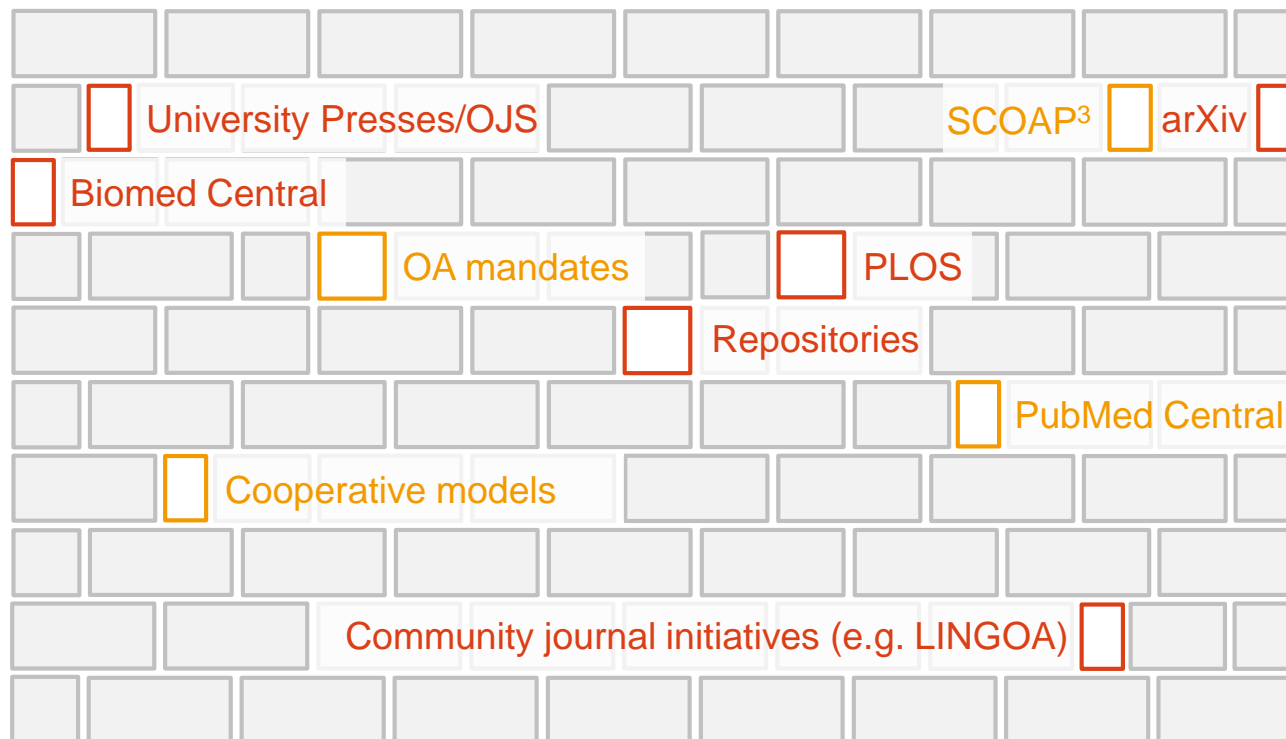 University Presses/OJS
SCOAP³
arXiv
Biomed Central
OA mandates
PLOS
Repositories
PubMed Central
Cooperative models
Community journal initiatives (e.g. LINGOA)